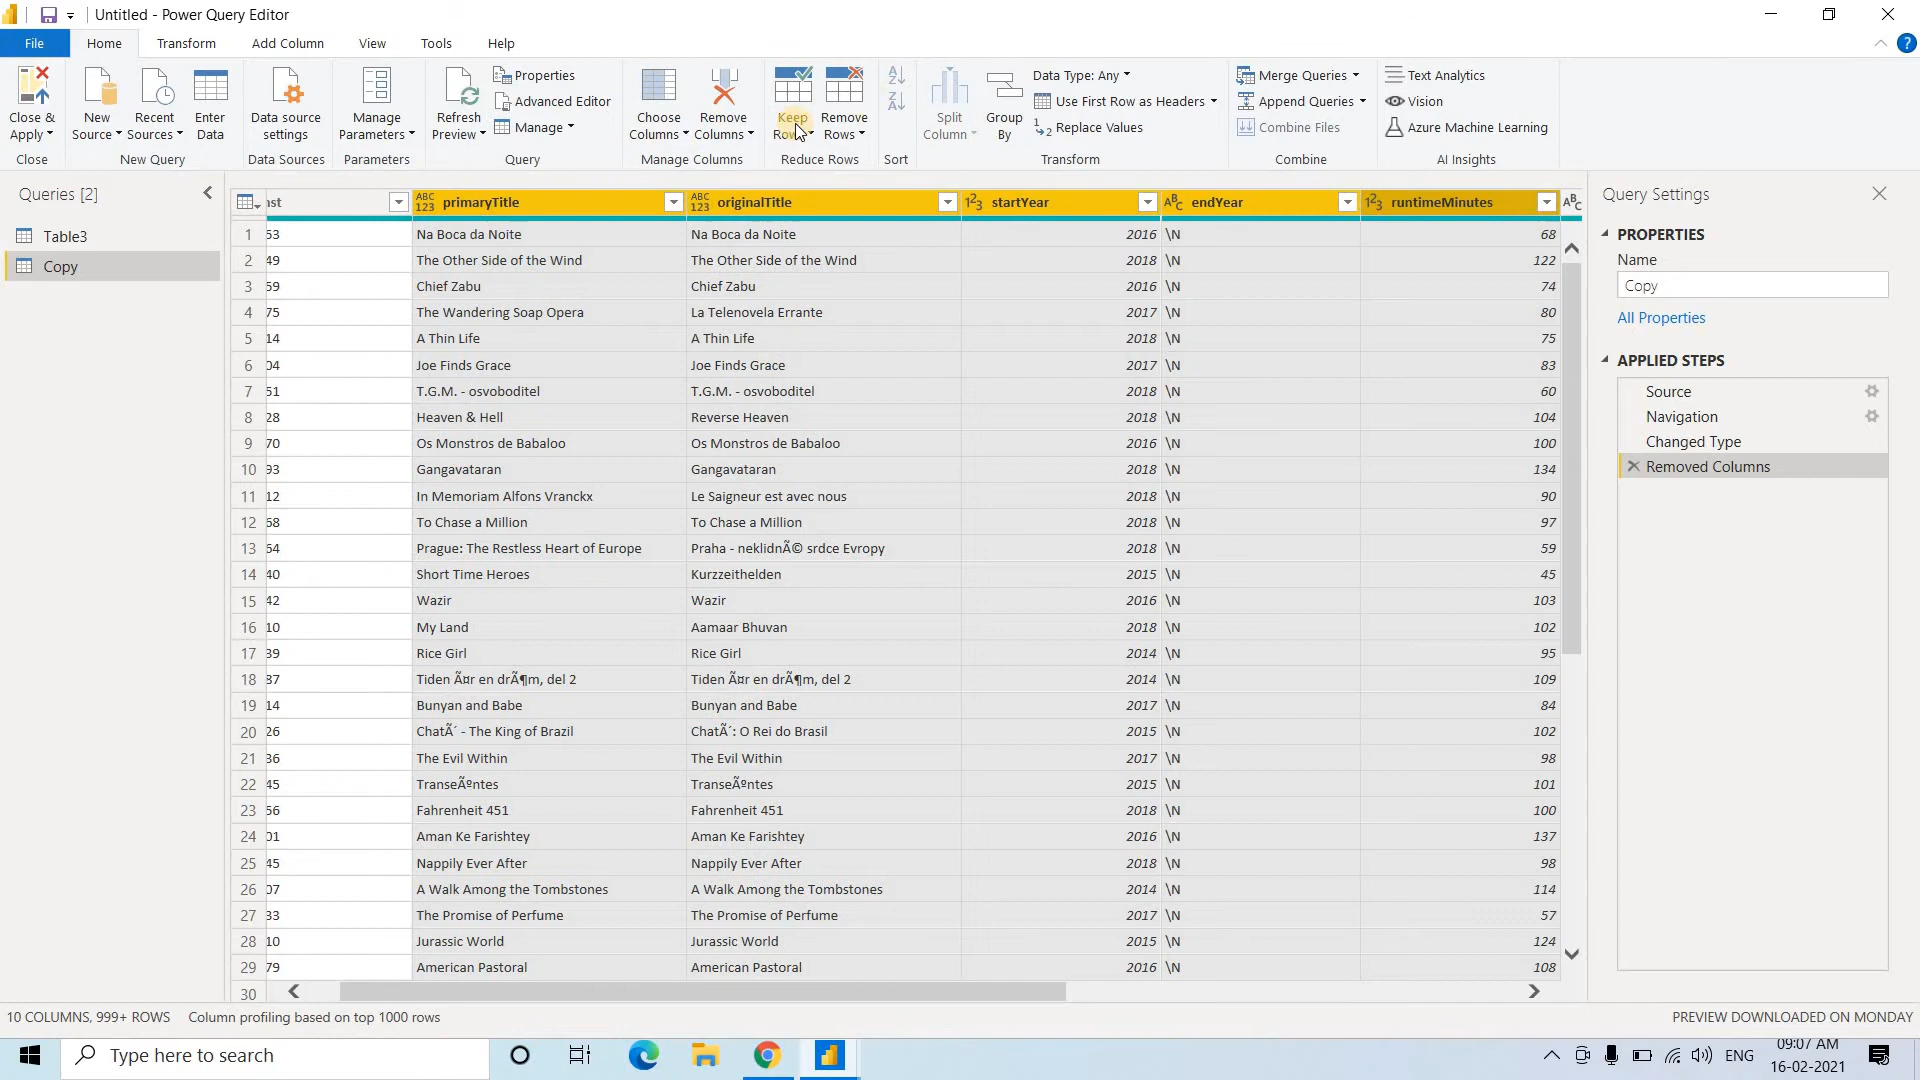 Untitled - Power Query Editor
File Home Transform Add Column View Tools Help
Close & Apply
Close
New Source
Recent Sources
Enter Data
New Query
Data source settings
Data Sources
Manage Parameters
Parameters
Refresh Preview
Properties
Advanced Editor
Manage
Query
Choose Columns
Remove Columns
Manage Columns
Keep Rows
Remove Rows
Reduce Rows
Sort
Split Column
Group By
Data Type: Any
Use First Row as Headers
Replace Values
Transform
Merge Queries
Append Queries
Combine Files
Combine
Text Analytics
Vision
Azure Machine Learning
AI Insights
Queries [2]
Table3
Copy
nst ABC 123 primaryTitle ABC 123 originalTitle 123 startYear ABC endYear 123 runtimeMinutes ABC
1 53 Na Boca da Noite Na Boca da Noite 2016 \N 68
2 49 The Other Side of the Wind The Other Side of the Wind 2018 \N 122
3 59 Chief Zabu Chief Zabu 2016 \N 74
4 75 The Wandering Soap Opera La Telenovela Errante 2017 \N 80
5 14 A Thin Life A Thin Life 2018 \N 75
6 04 Joe Finds Grace Joe Finds Grace 2017 \N 83
7 51 T.G.M. - osvoboditel T.G.M. - osvoboditel 2018 \N 60
8 28 Heaven & Hell Reverse Heaven 2018 \N 104
9 70 Os Monstros de Babaloo Os Monstros de Babaloo 2016 \N 100
10 93 Gangavataran Gangavataran 2018 \N 134
11 12 In Memoriam Alfons Vranckx Le Saigneur est avec nous 2018 \N 90
12 68 To Chase a Million To Chase a Million 2018 \N 97
13 64 Prague: The Restless Heart of Europe Praha - neklidnÃ© srdce Evropy 2018 \N 59
14 40 Short Time Heroes Kurzzeithelden 2015 \N 45
15 42 Wazir Wazir 2016 \N 103
16 10 My Land Aamaar Bhuvan 2018 \N 102
17 39 Rice Girl Rice Girl 2014 \N 95
18 87 Tiden Ã¤r en drÃ¶m, del 2 Tiden Ã¤r en drÃ¶m, del 2 2014 \N 109
19 14 Bunyan and Babe Bunyan and Babe 2017 \N 84
20 26 ChatÃ´ - The King of Brazil ChatÃ´: O Rei do Brasil 2015 \N 102
21 36 The Evil Within The Evil Within 2017 \N 98
22 45 TranseÃºntes TranseÃºntes 2015 \N 101
23 56 Fahrenheit 451 Fahrenheit 451 2018 \N 100
24 01 Aman Ke Farishtey Aman Ke Farishtey 2016 \N 137
25 45 Nappily Ever After Nappily Ever After 2018 \N 98
26 07 A Walk Among the Tombstones A Walk Among the Tombstones 2014 \N 114
27 33 The Promise of Perfume The Promise of Perfume 2017 \N 57
28 10 Jurassic World Jurassic World 2015 \N 124
29 79 American Pastoral American Pastoral 2016 \N 108
30
Query Settings
PROPERTIES
Name
Copy
All Properties
APPLIED STEPS
Source
Navigation
Changed Type
Removed Columns
10 COLUMNS, 999+ ROWS Column profiling based on top 1000 rows PREVIEW DOWNLOADED ON MONDAY
Type here to search
ENG
09:07 AM
16-02-2021